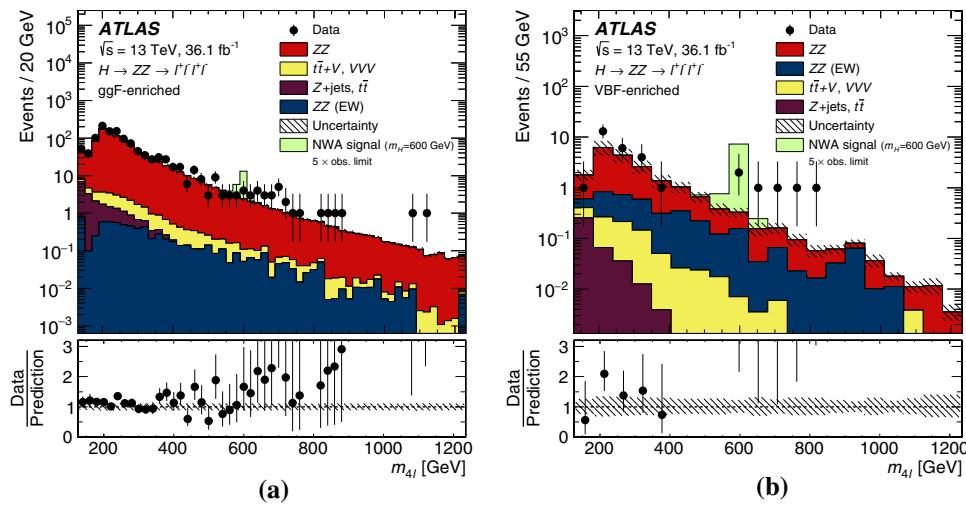 ATLAS
√s = 13 TeV, 36.1 fb⁻¹
H → ZZ → l⁺l⁻l⁺l⁻
ggF-enriched
Data
ZZ
tt̄+V, VVV
Z+jets, tt̄
ZZ (EW)
Uncertainty
NWA signal (m_H=600 GeV)
5 × obs. limit
Events / 20 GeV
10⁵
10⁴
10³
10²
10
1
10⁻¹
10⁻²
10⁻³
Data
Prediction
3
2
1
0
200 400 600 800 1000 1200
m₄ₗ [GeV]
(a)
ATLAS
√s = 13 TeV, 36.1 fb⁻¹
H → ZZ → l⁺l⁻l⁺l⁻
VBF-enriched
Data
ZZ
ZZ (EW)
tt̄+V, VVV
Z+jets, tt̄
Uncertainty
NWA signal (m_H=600 GeV)
5 × obs. limit
Events / 55 GeV
10³
10²
10
1
10⁻¹
10⁻²
Data
Prediction
3
2
1
0
200 400 600 800 1000 1200
m₄ₗ [GeV]
(b)